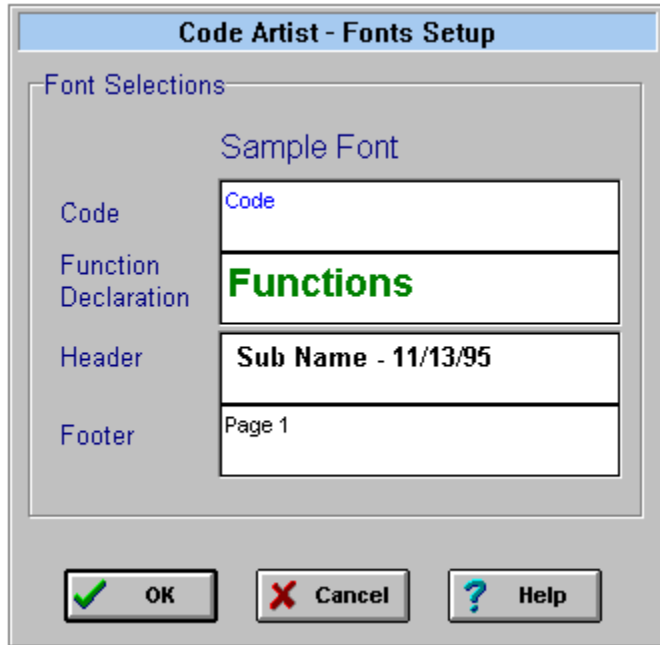 Code Artist - Fonts Setup
Font Selections
Sample Font
Code
Code
Function
Declaration
Functions
Header
Sub Name - 11/13/95
Footer
Page 1
OK
Cancel
Help